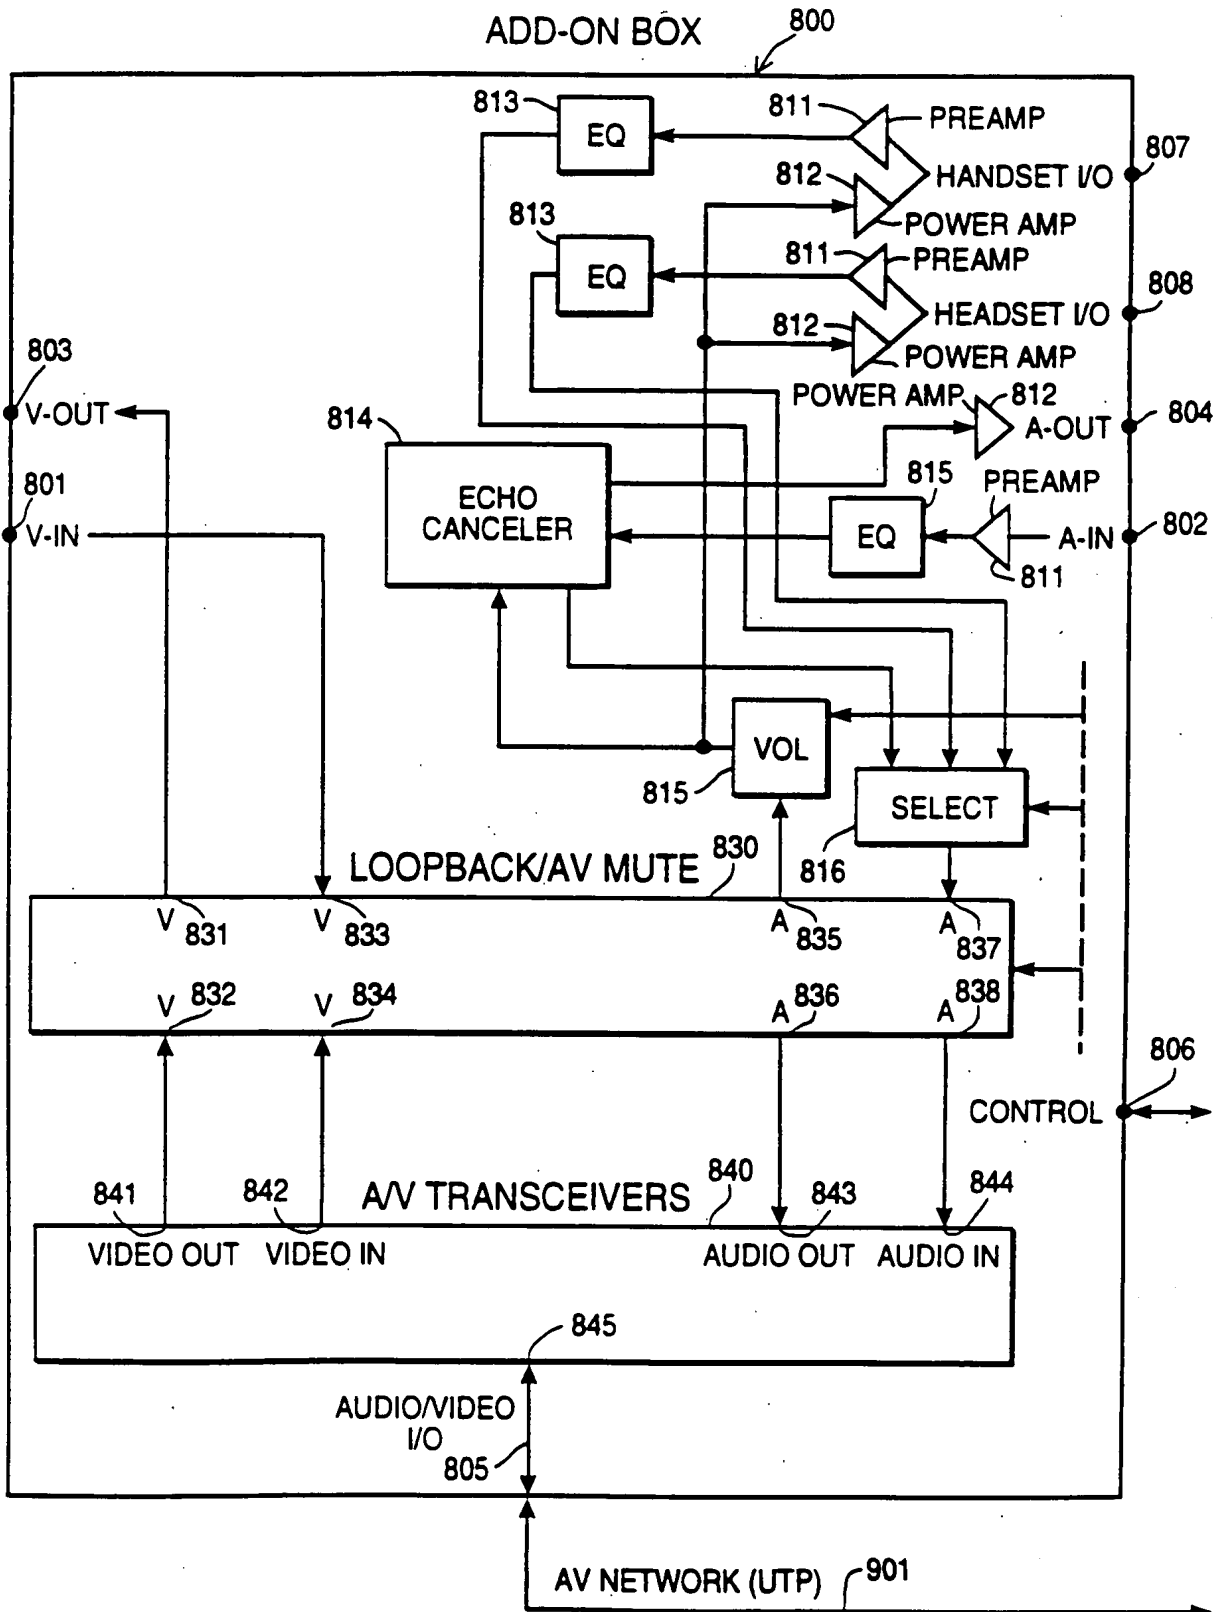 ADD-ON BOX
800
813
EQ
811
PREAMP
807
HANDSET I/O
812
POWER AMP
813
EQ
811
PREAMP
808
HEADSET I/O
812
POWER AMP
803
V-OUT
POWER AMP
812
A-OUT
804
814
ECHO
CANCELER
801
V-IN
815
EQ
PREAMP
A-IN
802
811
VOL
815
SELECT
816
LOOPBACK/AV MUTE
830
V
831
V
833
A
835
A
837
V
832
V
834
A
836
A
838
806
CONTROL
A/V TRANSCEIVERS
840
841
842
843
844
VIDEO OUT
VIDEO IN
AUDIO OUT
AUDIO IN
845
AUDIO/VIDEO
I/O
805
AV NETWORK (UTP)
901